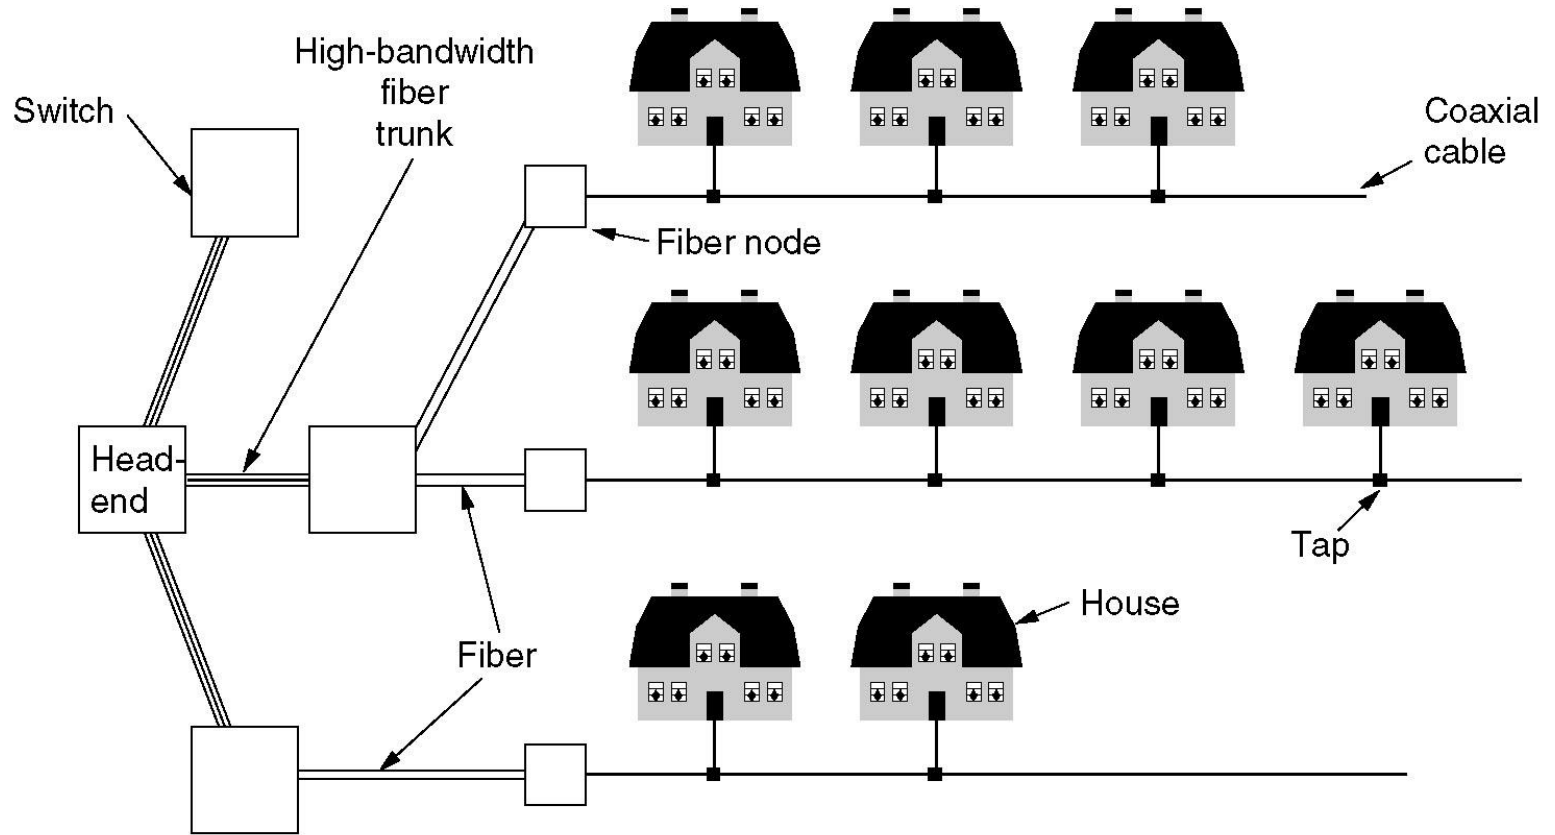 High-bandwidth
fiber
trunk
Switch
Coaxial
cable
Fiber node
Head-
end
Tap
House
Fiber